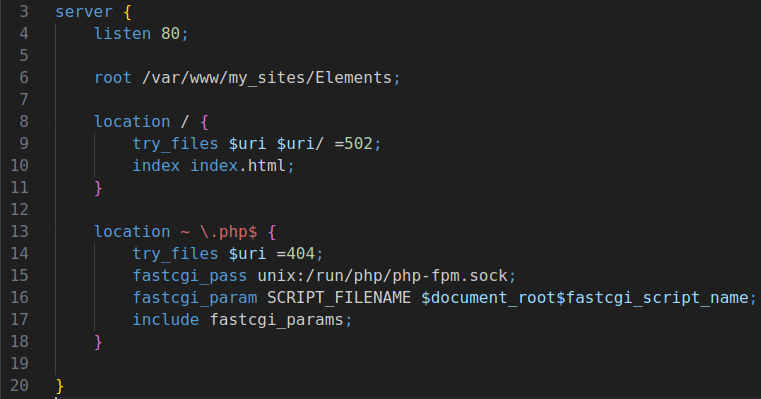 3 server {
4     listen 80;
5
6     root /var/www/my_sites/Elements;
7
8     location / {
9         try_files $uri $uri/ =502;
10         index index.html;
11     }
12
13     location ~ \.php$ {
14         try_files $uri =404;
15         fastcgi_pass unix:/run/php/php-fpm.sock;
16         fastcgi_param SCRIPT_FILENAME $document_root$fastcgi_script_name;
17         include fastcgi_params;
18     }
19
20 }